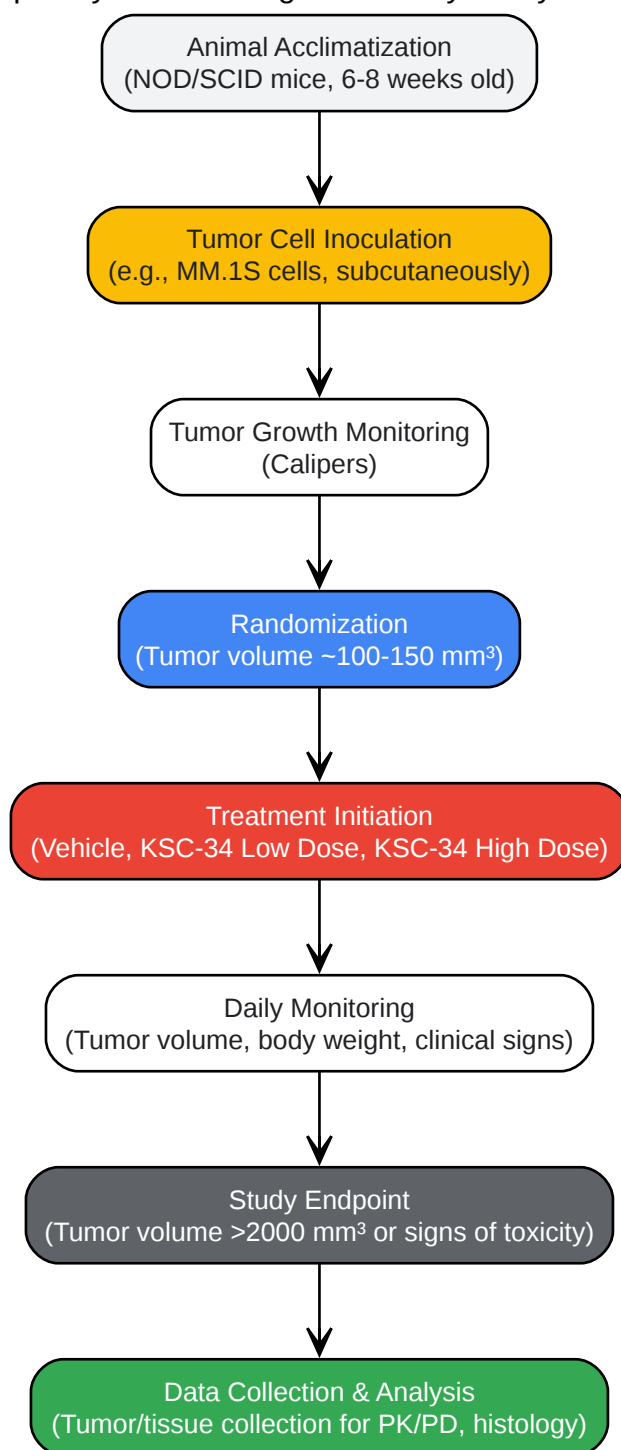 Animal Acclimatization
(NOD/SCID mice, 6-8 weeks old)
Tumor Cell Inoculation
(e.g., MM.1S cells, subcutaneously)
Tumor Growth Monitoring
(Calipers)
Randomization
(Tumor volume ~100-150 mm³)
Treatment Initiation
(Vehicle, KSC-34 Low Dose, KSC-34 High Dose)
Daily Monitoring
(Tumor volume, body weight, clinical signs)
Study Endpoint
(Tumor volume >2000 mm³ or signs of toxicity)
Data Collection & Analysis
(Tumor/tissue collection for PK/PD, histology)